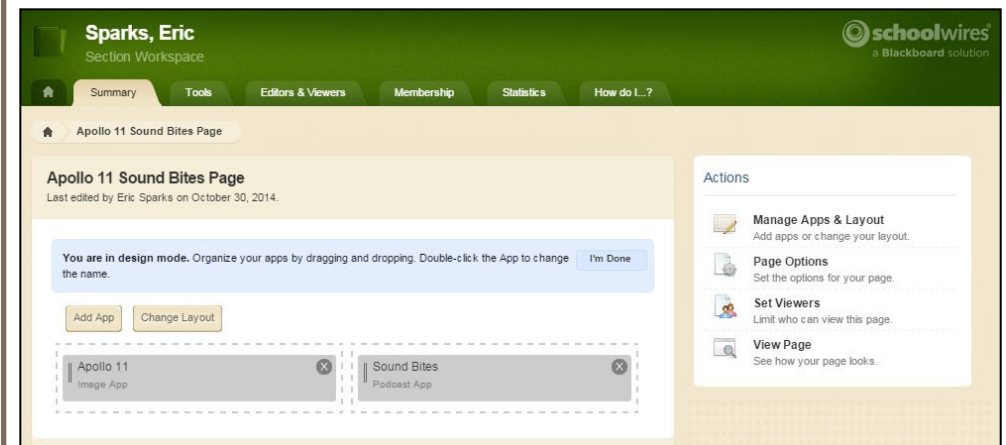 Sparks, Eric
Section Workspace
schoolwires®
a Blackboard solution
Summary
Tools
Editors & Viewers
Membership
Statistics
How do I...?
Apollo 11 Sound Bites Page
Apollo 11 Sound Bites Page
Last edited by Eric Sparks on October 30, 2014.
You are in design mode. Organize your apps by dragging and dropping. Double-click the App to change
the name.
I'm Done
Add App
Change Layout
Apollo 11
Image App
Sound Bites
Podcast App
Actions
Manage Apps & Layout
Add apps or change your layout.
Page Options
Set the options for your page.
Set Viewers
Limit who can view this page.
View Page
See how your page looks.